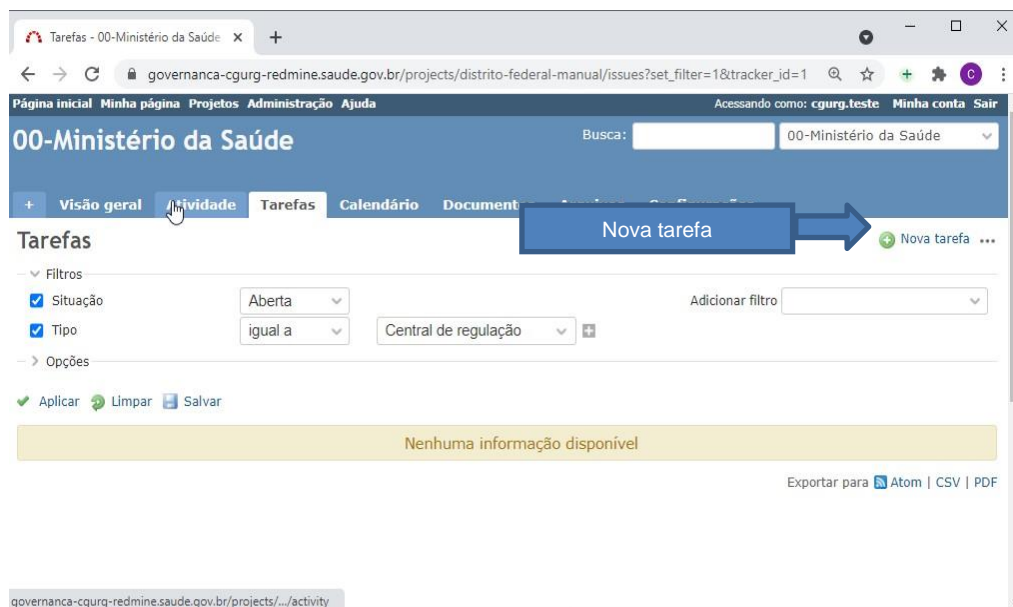 Tarefas - 00-Ministério da Saúde
governanca-cgurg-redmine.saude.gov.br/projects/distrito-federal-manual/issues?set_filter=1&tracker_id=1
C
Página inicial Minha página Projetos Administração Ajuda
Acessando como: cgurg.teste Minha conta Sair
00-Ministério da Saúde
Busca:
00-Ministério da Saúde
+ Visão geral Atividade Tarefas Calendário Documentos
Nova tarefa
Tarefas
Nova tarefa
Filtros
Situação Aberta Adicionar filtro
Tipo igual a Central de regulação
Opções
Aplicar Limpar Salvar
Nenhuma informação disponível
Exportar para Atom | CSV | PDF
governanca-cgurg-redmine.saude.gov.br/projects/.../activity